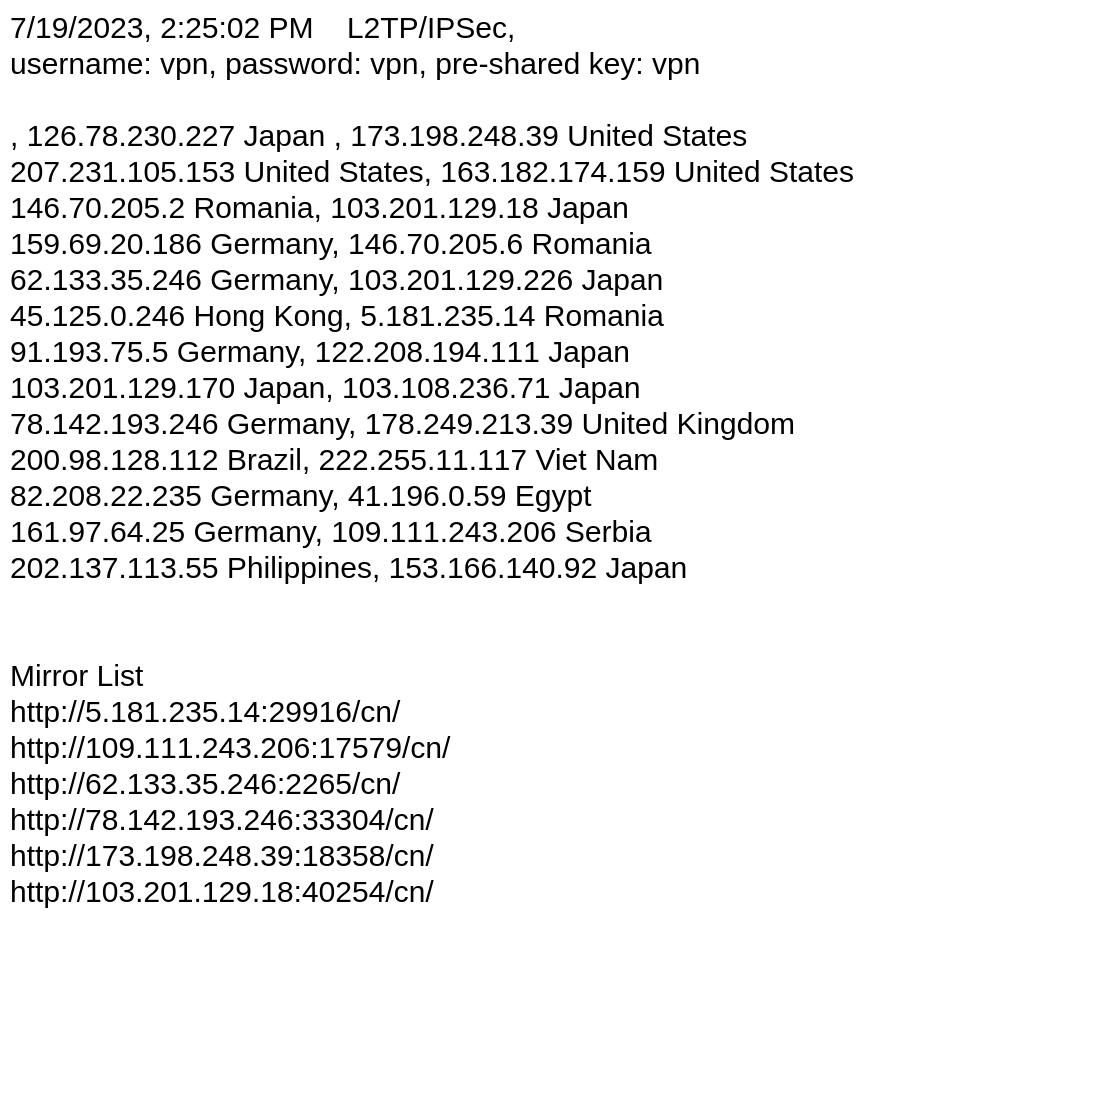 7/19/2023, 2:25:02 PM    L2TP/IPSec,
username: vpn, password: vpn, pre-shared key: vpn
, 126.78.230.227 Japan , 173.198.248.39 United States
207.231.105.153 United States, 163.182.174.159 United States
146.70.205.2 Romania, 103.201.129.18 Japan
159.69.20.186 Germany, 146.70.205.6 Romania
62.133.35.246 Germany, 103.201.129.226 Japan
45.125.0.246 Hong Kong, 5.181.235.14 Romania
91.193.75.5 Germany, 122.208.194.111 Japan
103.201.129.170 Japan, 103.108.236.71 Japan
78.142.193.246 Germany, 178.249.213.39 United Kingdom
200.98.128.112 Brazil, 222.255.11.117 Viet Nam
82.208.22.235 Germany, 41.196.0.59 Egypt
161.97.64.25 Germany, 109.111.243.206 Serbia
202.137.113.55 Philippines, 153.166.140.92 Japan
Mirror List
http://5.181.235.14:29916/cn/
http://109.111.243.206:17579/cn/
http://62.133.35.246:2265/cn/
http://78.142.193.246:33304/cn/
http://173.198.248.39:18358/cn/
http://103.201.129.18:40254/cn/